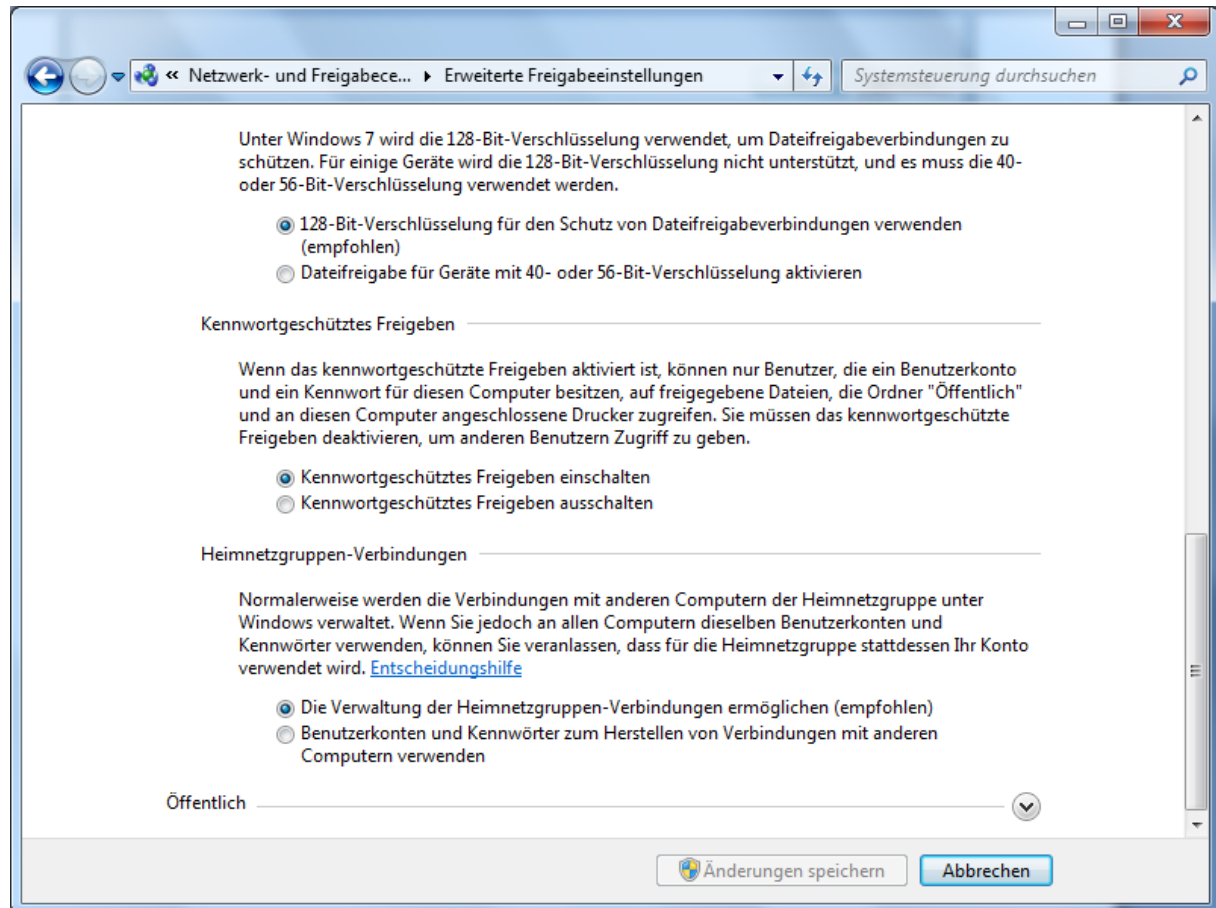 « Netzwerk- und Freigabece... ▸ Erweiterte Freigabeeinstellungen
Systemsteuerung durchsuchen
Unter Windows 7 wird die 128-Bit-Verschlüsselung verwendet, um Dateifreigabeverbindungen zu
schützen. Für einige Geräte wird die 128-Bit-Verschlüsselung nicht unterstützt, und es muss die 40-
oder 56-Bit-Verschlüsselung verwendet werden.
128-Bit-Verschlüsselung für den Schutz von Dateifreigabeverbindungen verwenden
(empfohlen)
Dateifreigabe für Geräte mit 40- oder 56-Bit-Verschlüsselung aktivieren
Kennwortgeschütztes Freigeben
Wenn das kennwortgeschützte Freigeben aktiviert ist, können nur Benutzer, die ein Benutzerkonto
und ein Kennwort für diesen Computer besitzen, auf freigegebene Dateien, die Ordner "Öffentlich"
und an diesen Computer angeschlossene Drucker zugreifen. Sie müssen das kennwortgeschützte
Freigeben deaktivieren, um anderen Benutzern Zugriff zu geben.
Kennwortgeschütztes Freigeben einschalten
Kennwortgeschütztes Freigeben ausschalten
Heimnetzgruppen-Verbindungen
Normalerweise werden die Verbindungen mit anderen Computern der Heimnetzgruppe unter
Windows verwaltet. Wenn Sie jedoch an allen Computern dieselben Benutzerkonten und
Kennwörter verwenden, können Sie veranlassen, dass für die Heimnetzgruppe stattdessen Ihr Konto
verwendet wird. Entscheidungshilfe
Die Verwaltung der Heimnetzgruppen-Verbindungen ermöglichen (empfohlen)
Benutzerkonten und Kennwörter zum Herstellen von Verbindungen mit anderen
Computern verwenden
Öffentlich
Änderungen speichern
Abbrechen